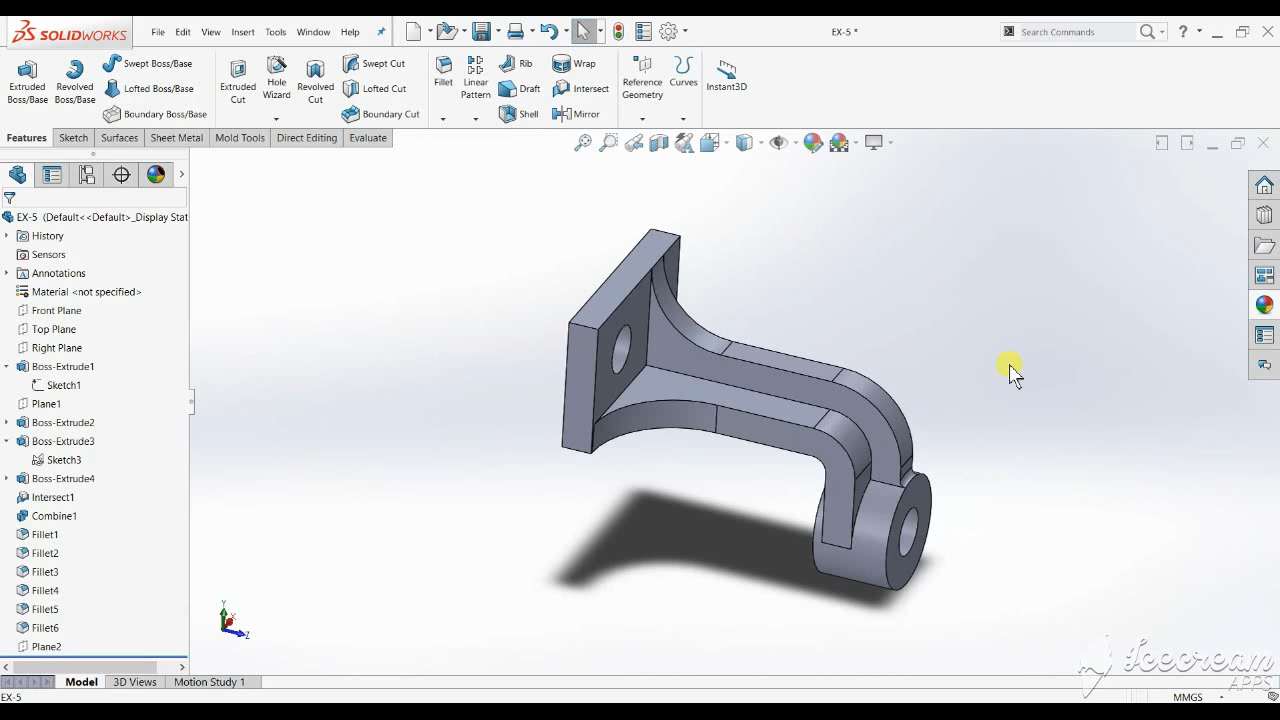 SOLIDWORKS
File Edit View Insert Tools Window Help
EX-5 *
Search Commands
?
Extruded Boss/Base
Revolved Boss/Base
Swept Boss/Base
Lofted Boss/Base
Boundary Boss/Base
Extruded Cut
Hole Wizard
Revolved Cut
Swept Cut
Lofted Cut
Boundary Cut
Fillet
Linear Pattern
Rib
Draft
Shell
Wrap
Intersect
Mirror
Reference Geometry
Curves
Instant3D
Features Sketch Surfaces Sheet Metal Mold Tools Direct Editing Evaluate
EX-5 (Default<<Default>_Display Stat
History
Sensors
Annotations
Material <not specified>
Front Plane
Top Plane
Right Plane
Boss-Extrude1
Sketch1
Plane1
Boss-Extrude2
Boss-Extrude3
Sketch3
Boss-Extrude4
Intersect1
Combine1
Fillet1
Fillet2
Fillet3
Fillet4
Fillet5
Fillet6
Plane2
Y
X
Z
Model 3D Views Motion Study 1
EX-5
MMGS
Icecream
APPS